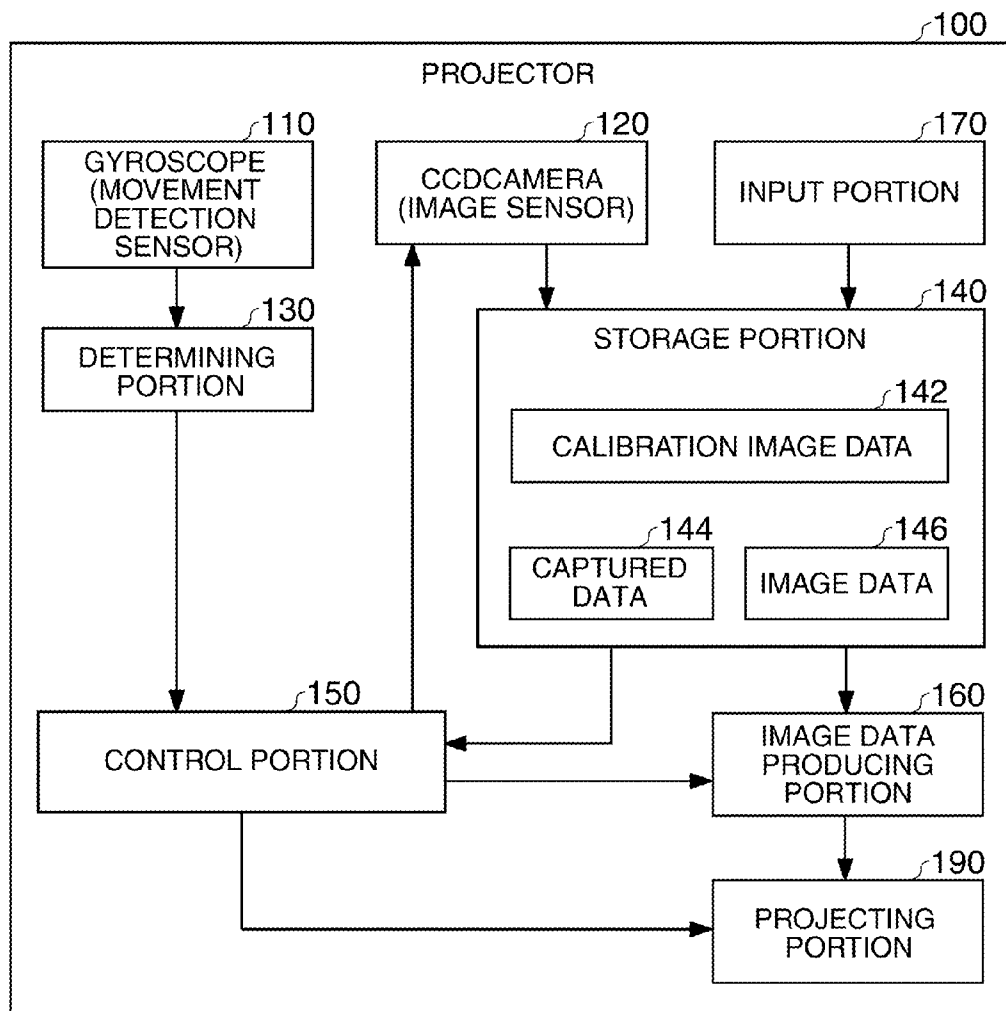 100
PROJECTOR
110
GYROSCOPE
(MOVEMENT
DETECTION
SENSOR)
120
CCDCAMERA
(IMAGE SENSOR)
170
INPUT PORTION
130
DETERMINING
PORTION
140
STORAGE PORTION
142
CALIBRATION IMAGE DATA
144
CAPTURED
DATA
146
IMAGE DATA
150
CONTROL PORTION
160
IMAGE DATA
PRODUCING
PORTION
190
PROJECTING
PORTION